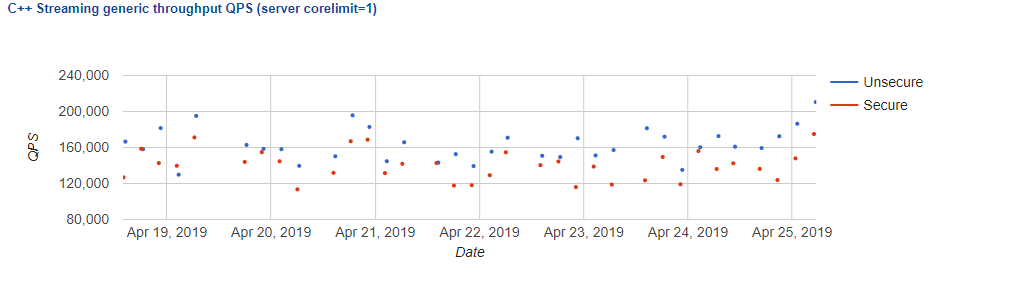 C++ Streaming generic throughput QPS (server corelimit=1)
240,000
200,000
160,000
120,000
80,000
QPS
Apr 19, 2019 Apr 20, 2019 Apr 21, 2019 Apr 22, 2019 Apr 23, 2019 Apr 24, 2019 Apr 25, 2019
Date
Unsecure
Secure